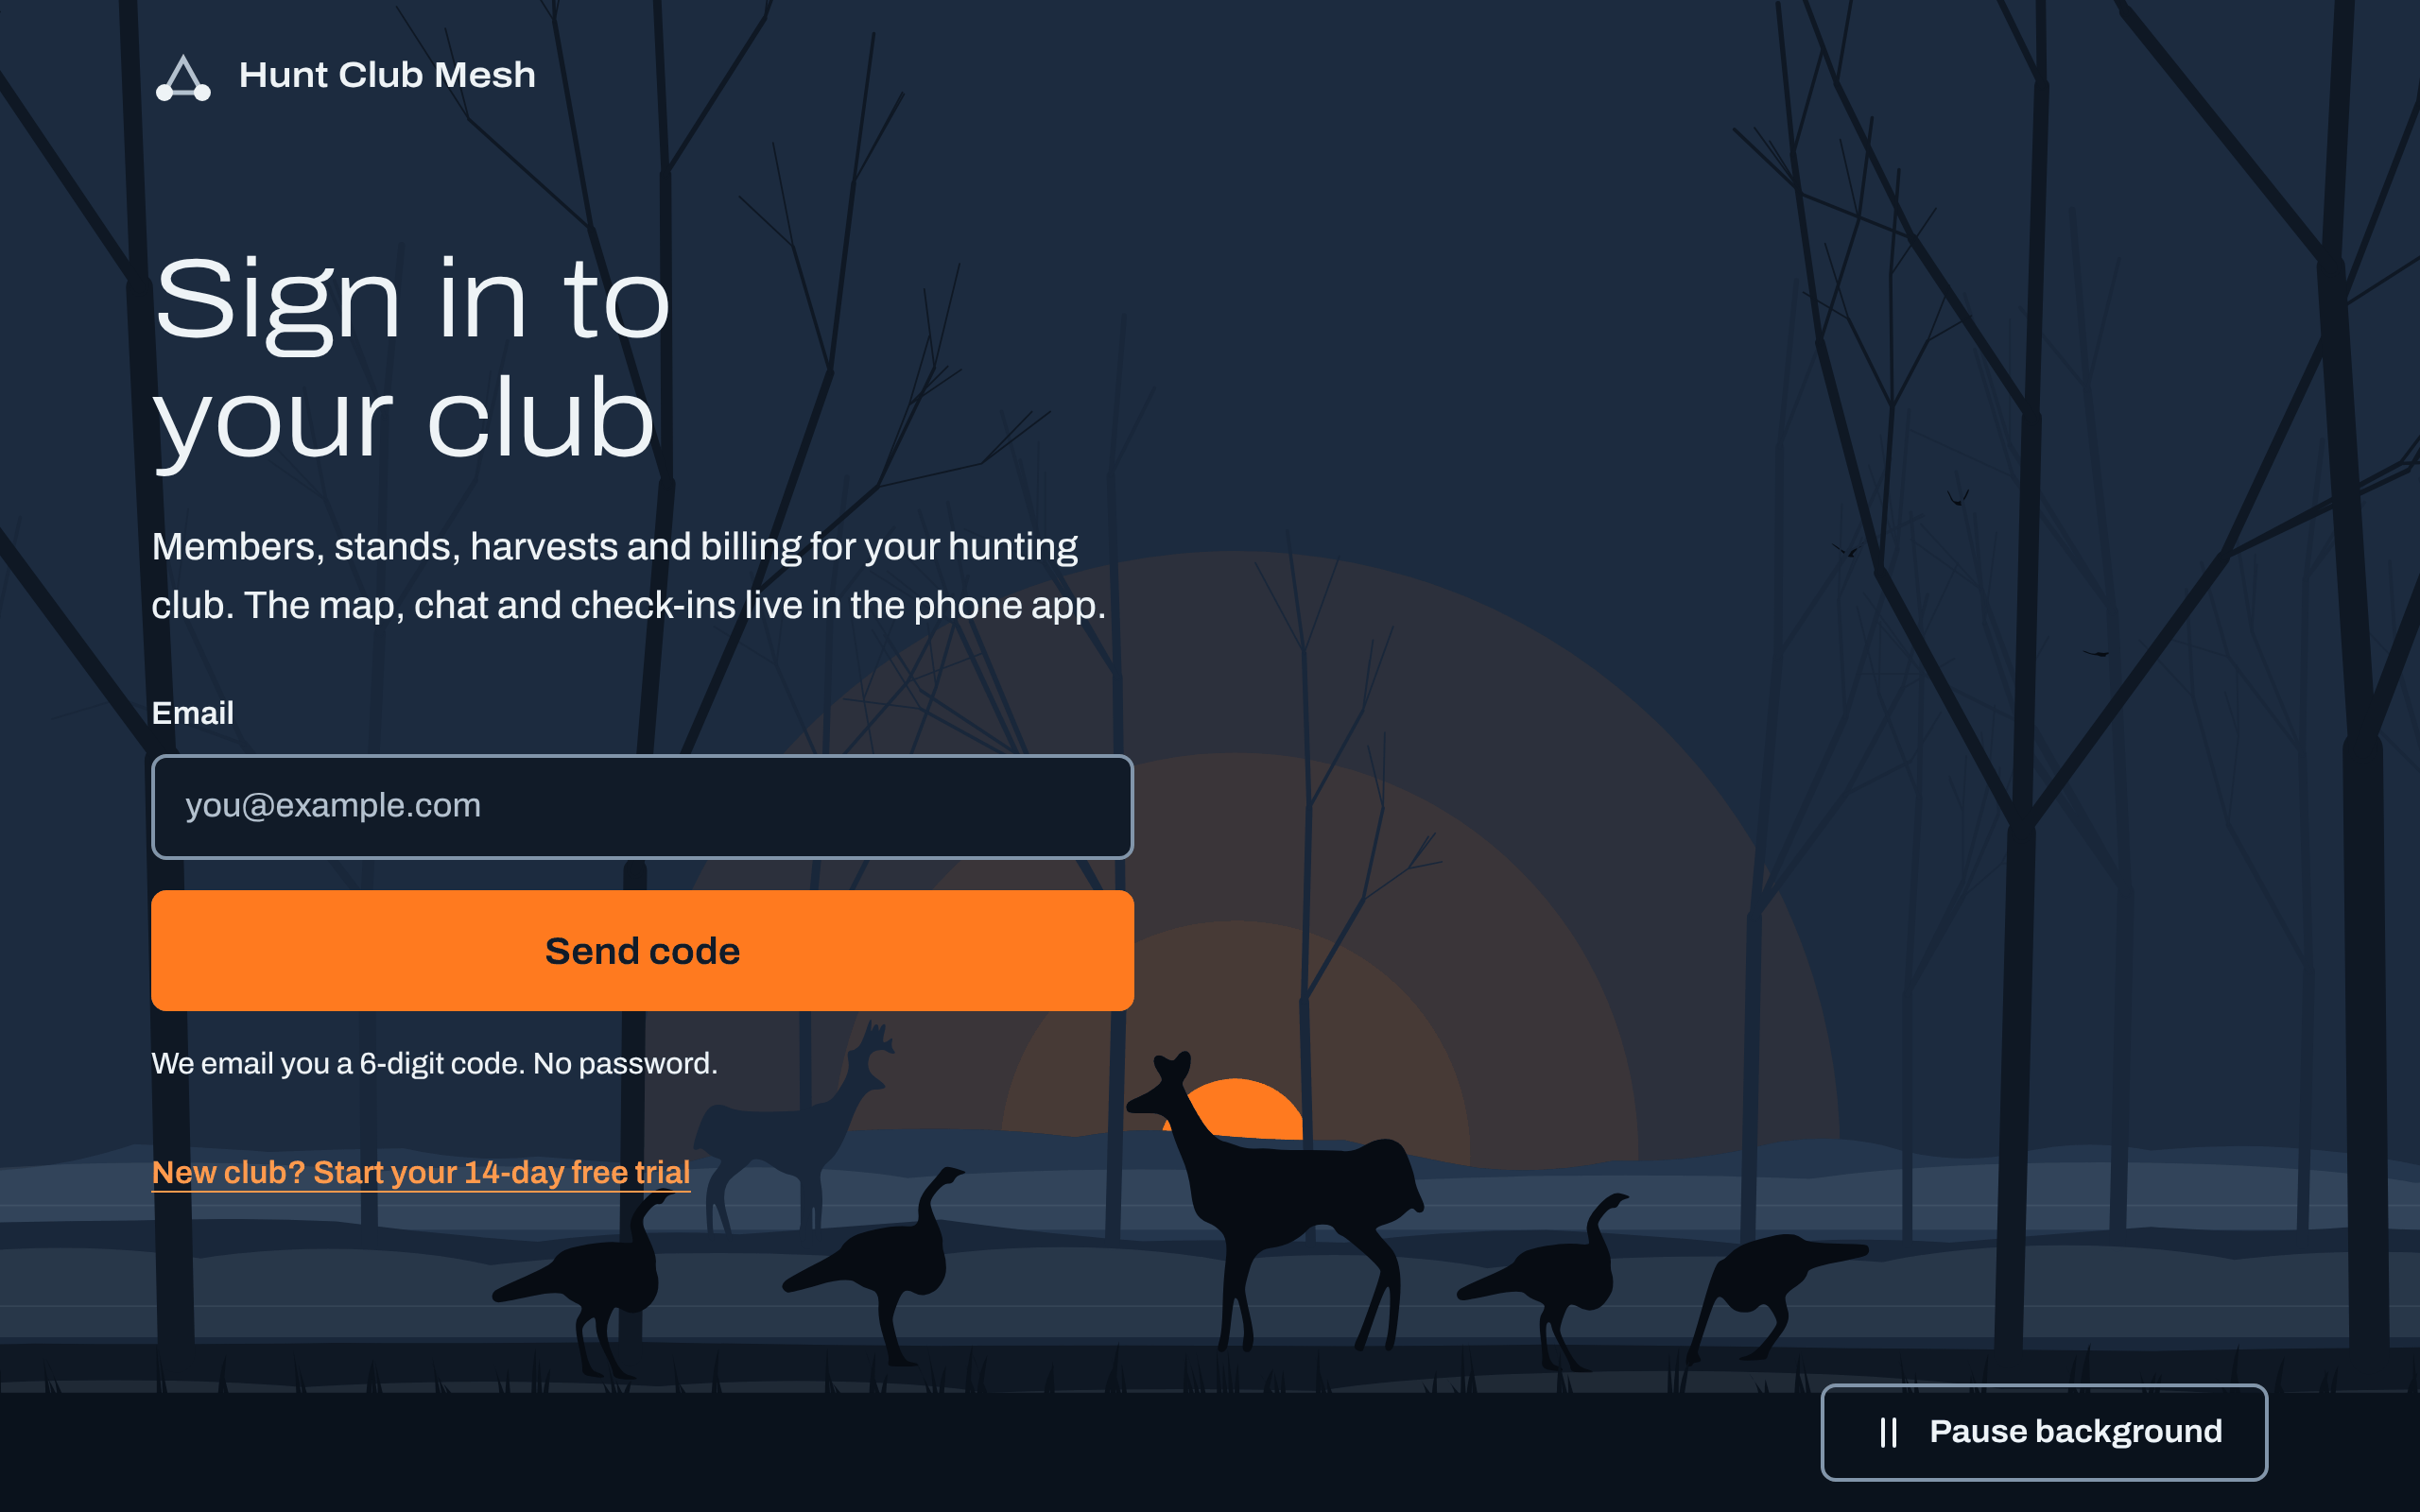 Hunt Club Mesh
Sign in to
your club
Members, stands, harvests and billing for your hunting
club. The map, chat and check-ins live in the phone app.
Email
you@example.com
Send code
We email you a 6-digit code. No password.
New club? Start your 14-day free trial
Pause background